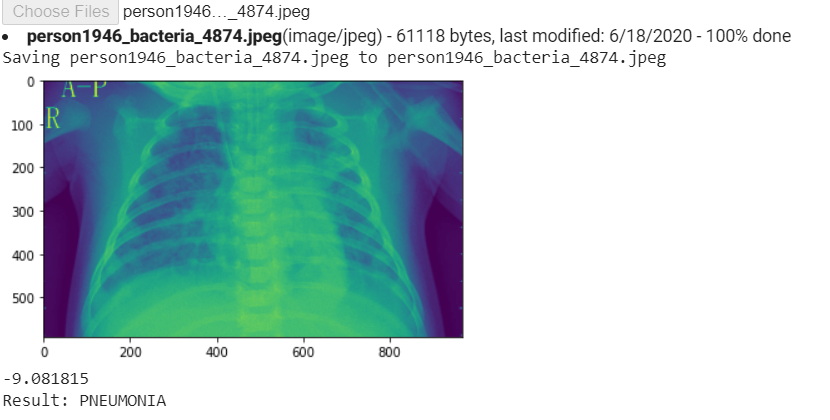 Choose Files person1946..._4874.jpeg
• person1946_bacteria_4874.jpeg(image/jpeg) - 61118 bytes, last modified: 6/18/2020 - 100% done
Saving person1946_bacteria_4874.jpeg to person1946_bacteria_4874.jpeg
0
A-P
R
100
200
300
400
500
0 200 400 600 800
-9.081815
Result: PNEUMONIA